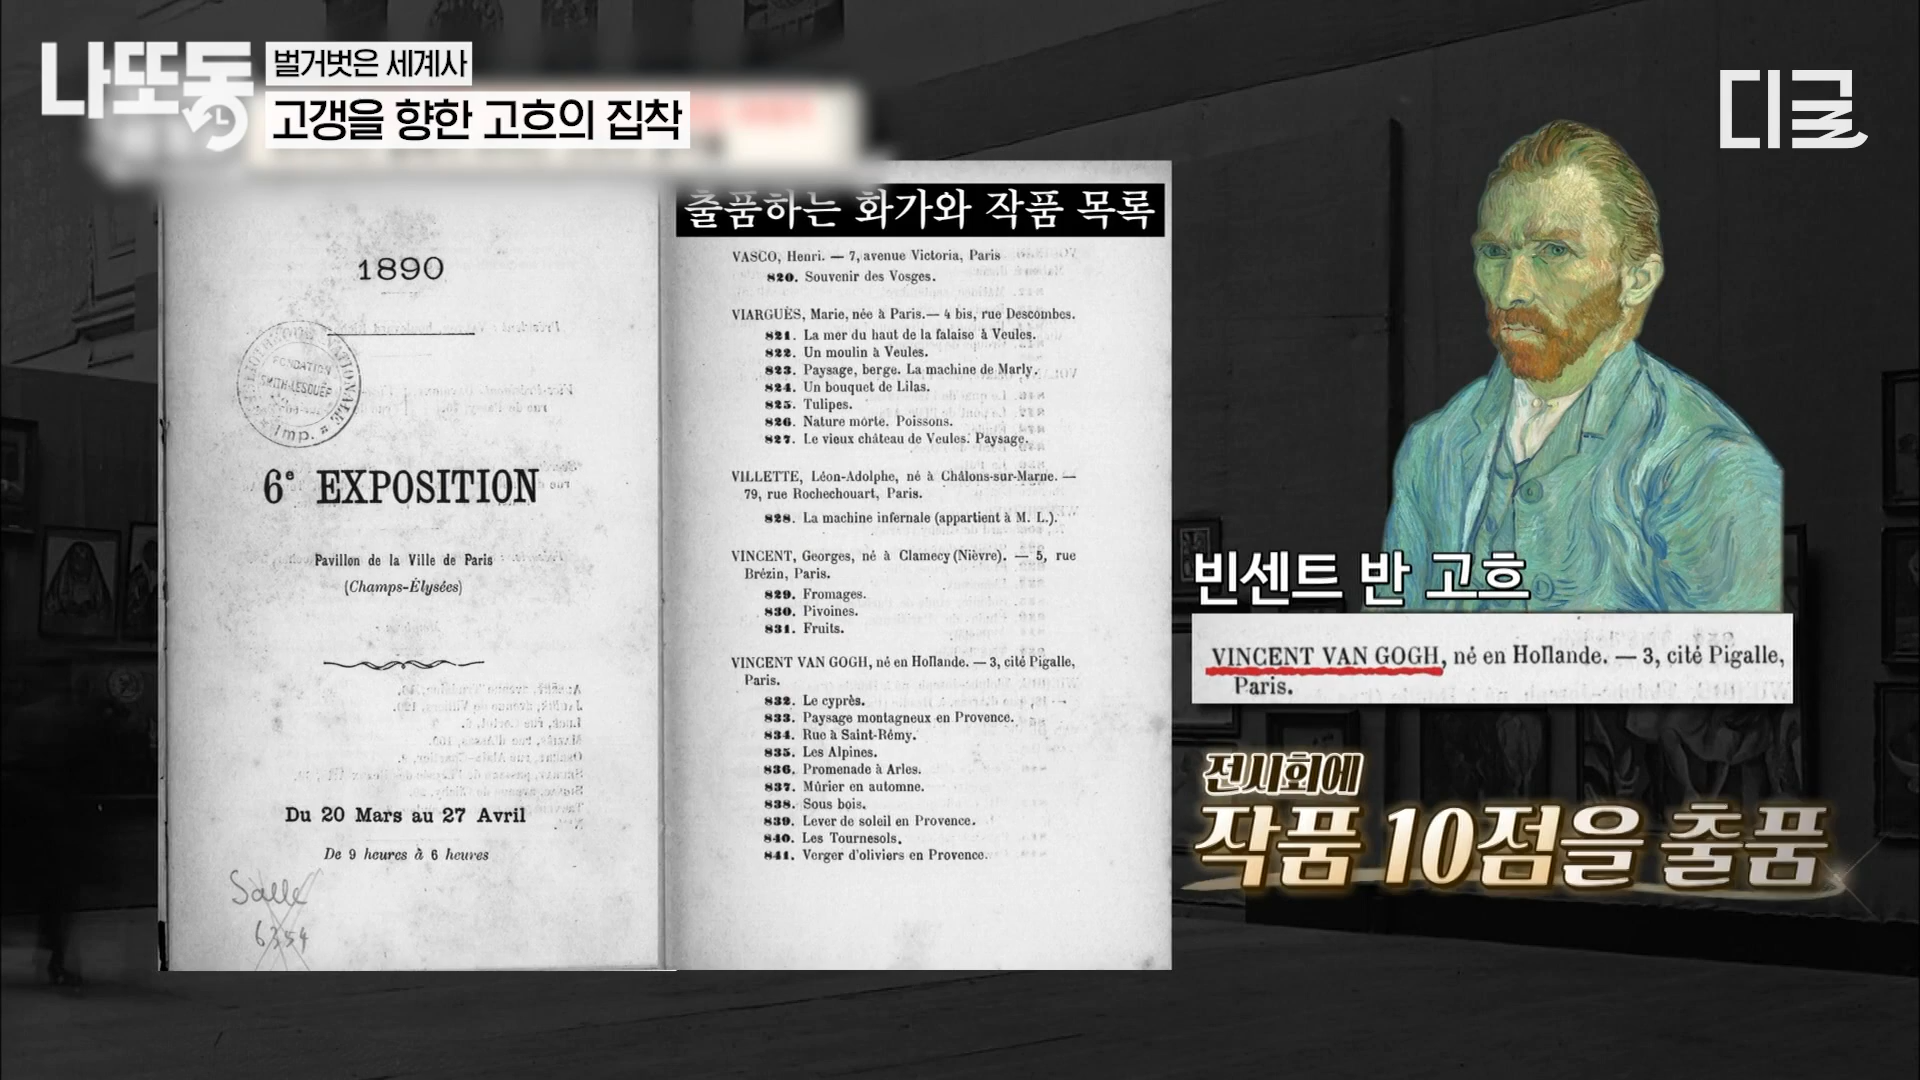 나또동
벌거벗은 세계사
고갱을 향한 고흐의 집착
디글
1890
BIBLIOTHÈQUE NATIONALE
FONDATION
SMITH-LESOUËF
Imp.
6e EXPOSITION
Pavillon de la Ville de Paris
(Champs-Élysées)
Du 20 Mars au 27 Avril
De 9 heures à 6 heures
Salle
6354
출품하는 화가와 작품 목록
VASCO, Henri. — 7, avenue Victoria, Paris
820. Souvenir des Vosges.
VIARGUÈS, Marie, née à Paris. — 4 bis, rue Descombes.
821. La mer du haut de la falaise à Veules.
822. Un moulin à Veules.
823. Paysage, berge. La machine de Marly.
824. Un bouquet de Lilas.
825. Tulipes.
826. Nature morte. Poissons.
827. Le vieux château de Veules. Paysage.
VILLETTE, Léon-Adolphe, né à Châlons-sur-Marne. —
79, rue Rochechouart, Paris.
828. La machine infernale (appartient à M. L.).
VINCENT, Georges, né à Clamecy (Nièvre). — 5, rue
Brézin, Paris.
829. Fromages.
830. Pivoines.
831. Fruits.
VINCENT VAN GOGH, né en Hollande. — 3, cité Pigalle,
Paris.
832. Le cyprès.
833. Paysage montagneux en Provence.
834. Rue à Saint-Rémy.
835. Les Alpines.
836. Promenade à Arles.
837. Mûrier en automne.
838. Sous bois.
839. Lever de soleil en Provence.
840. Les Tournesols.
841. Verger d'oliviers en Provence.
빈센트 반 고흐
VINCENT VAN GOGH, né en Hollande. — 3, cité Pigalle,
Paris.
전시회에
작품 10점을 출품